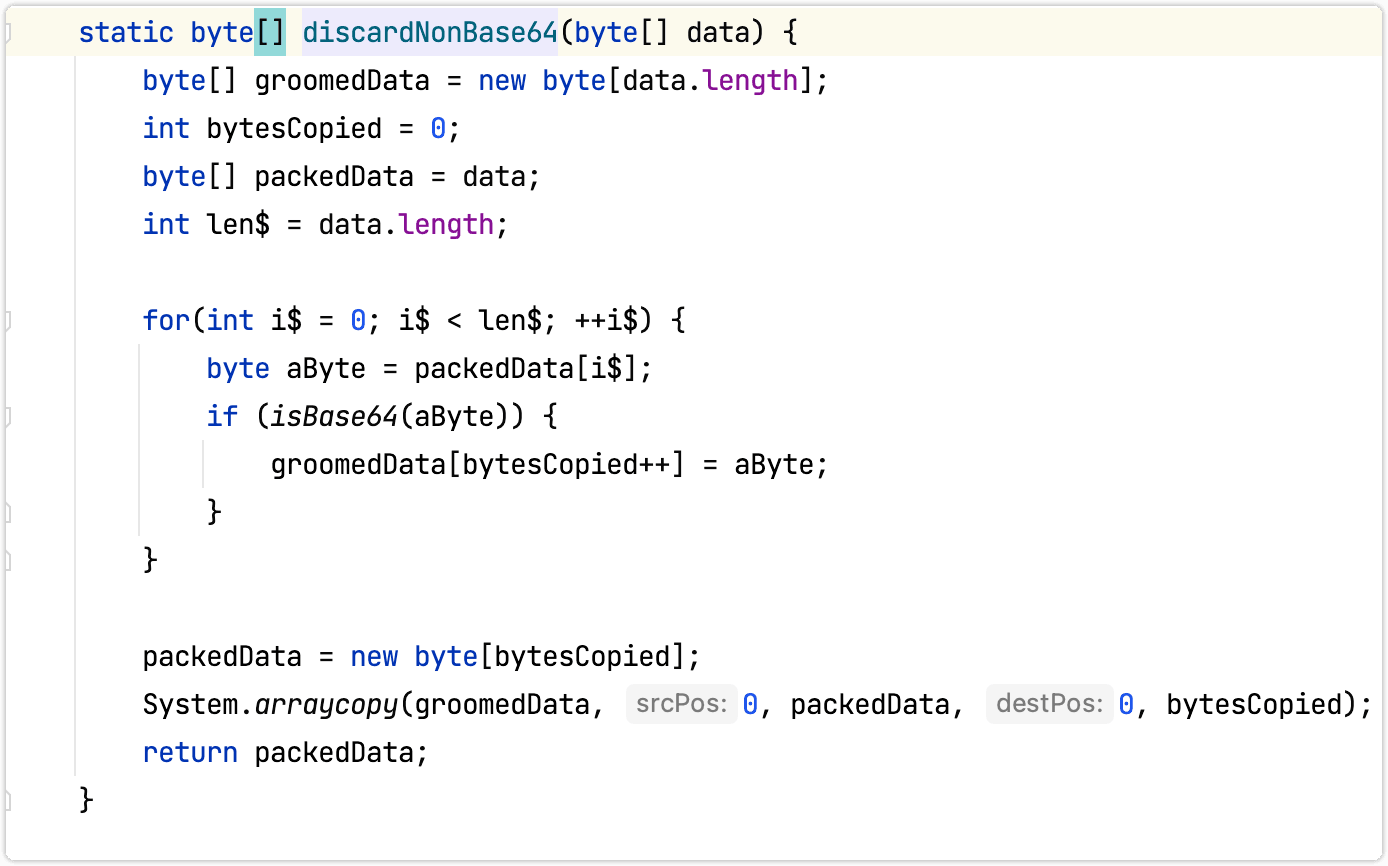 static byte[] discardNonBase64(byte[] data) {
byte[] groomedData = new byte[data.length];
int bytesCopied = 0;
byte[] packedData = data;
int len$ = data.length;
for(int i$ = 0; i$ < len$; ++i$) {
byte aByte = packedData[i$];
if (isBase64(aByte)) {
groomedData[bytesCopied++] = aByte;
}
}
packedData = new byte[bytesCopied];
System.arraycopy(groomedData, srcPos: 0, packedData, destPos: 0, bytesCopied);
return packedData;
}